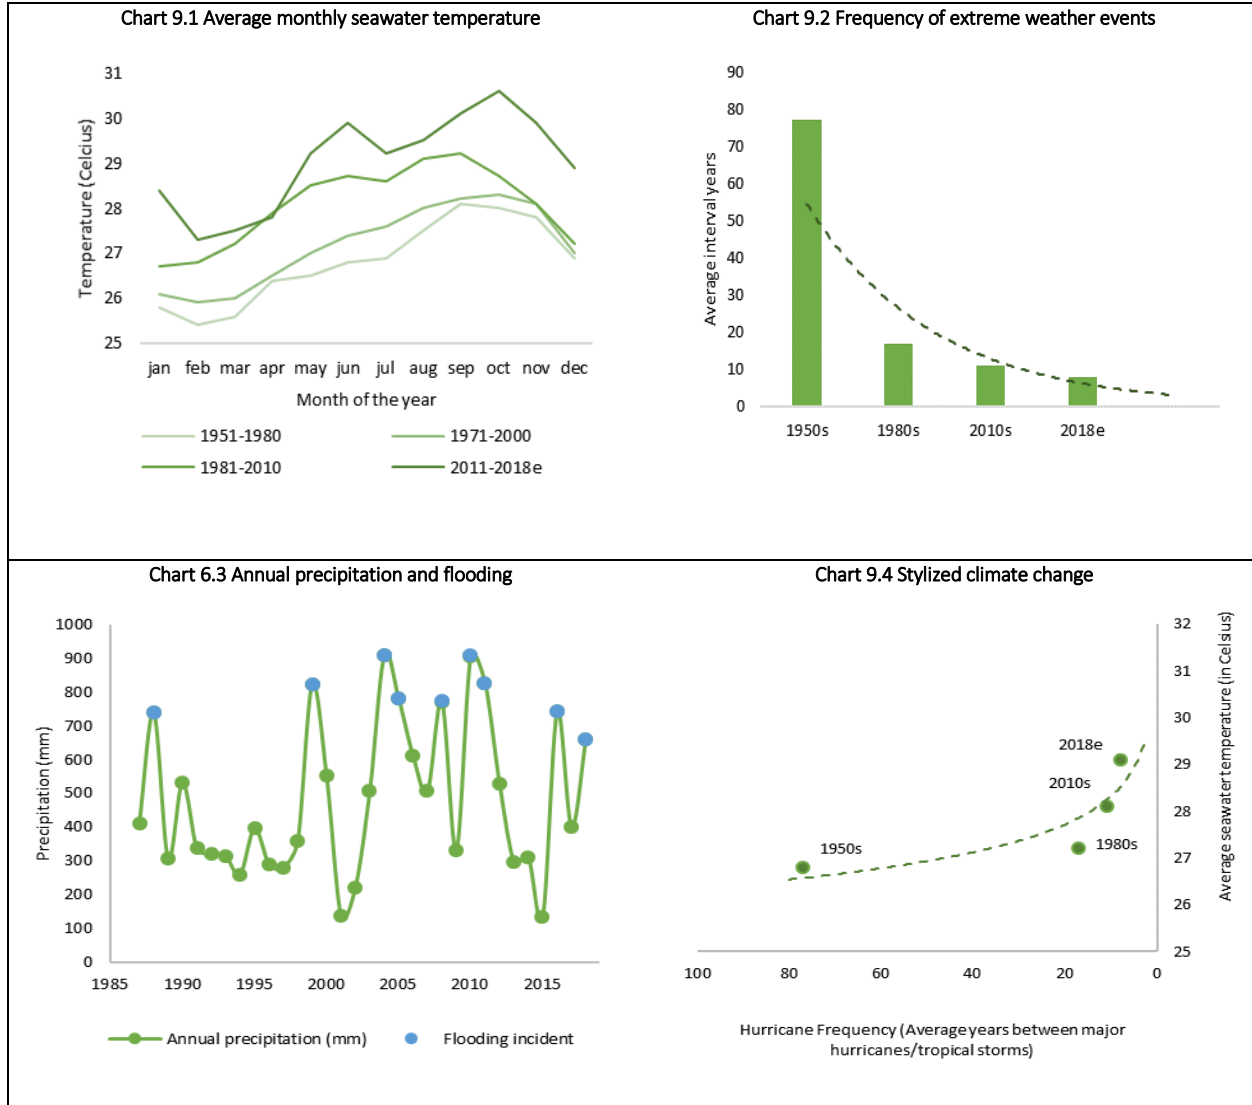 Chart 9.1 Average monthly seawater temperature
Temperature (Celcius)
31
30
29
28
27
26
25
jan feb mar apr may jun jul aug sep oct nov dec
Month of the year
1951-1980 1971-2000
1981-2010 2011-2018e
Chart 9.2 Frequency of extreme weather events
Average interval years
90
80
70
60
50
40
30
20
10
0
1950s 1980s 2010s 2018e
Chart 6.3 Annual precipitation and flooding
Precipitation (mm)
1000
900
800
700
600
500
400
300
200
100
0
1985 1990 1995 2000 2005 2010 2015
Annual precipitation (mm) Flooding incident
Chart 9.4 Stylized climate change
32
31
30
29
28
27
26
25
Average seawater temperature (in Celsius)
2018e
2010s
1980s
1950s
100 80 60 40 20 0
Hurricane Frequency (Average years between major
hurricanes/tropical storms)